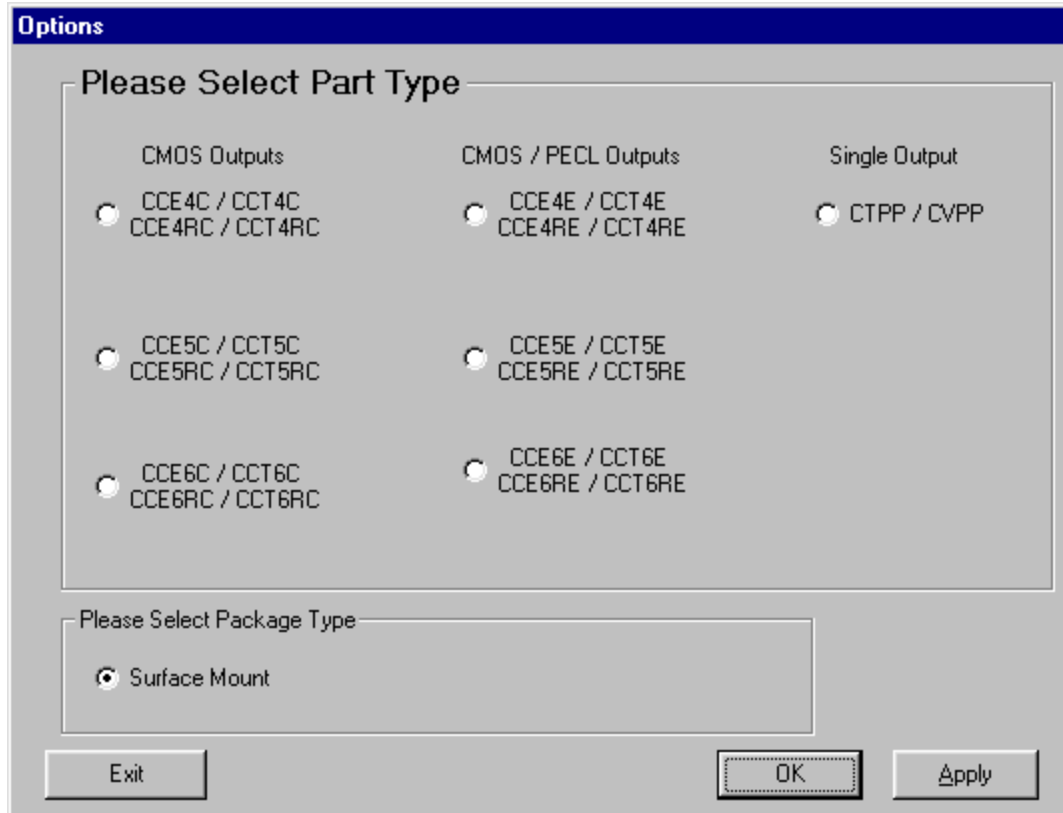 Options
Please Select Part Type
CMOS Outputs
CCE4C / CCT4C
CCE4RC / CCT4RC
CCE5C / CCT5C
CCE5RC / CCT5RC
CCE6C / CCT6C
CCE6RC / CCT6RC
CMOS / PECL Outputs
CCE4E / CCT4E
CCE4RE / CCT4RE
CCE5E / CCT5E
CCE5RE / CCT5RE
CCE6E / CCT6E
CCE6RE / CCT6RE
Single Output
CTPP / CVPP
Please Select Package Type
Surface Mount
Exit
OK
Apply